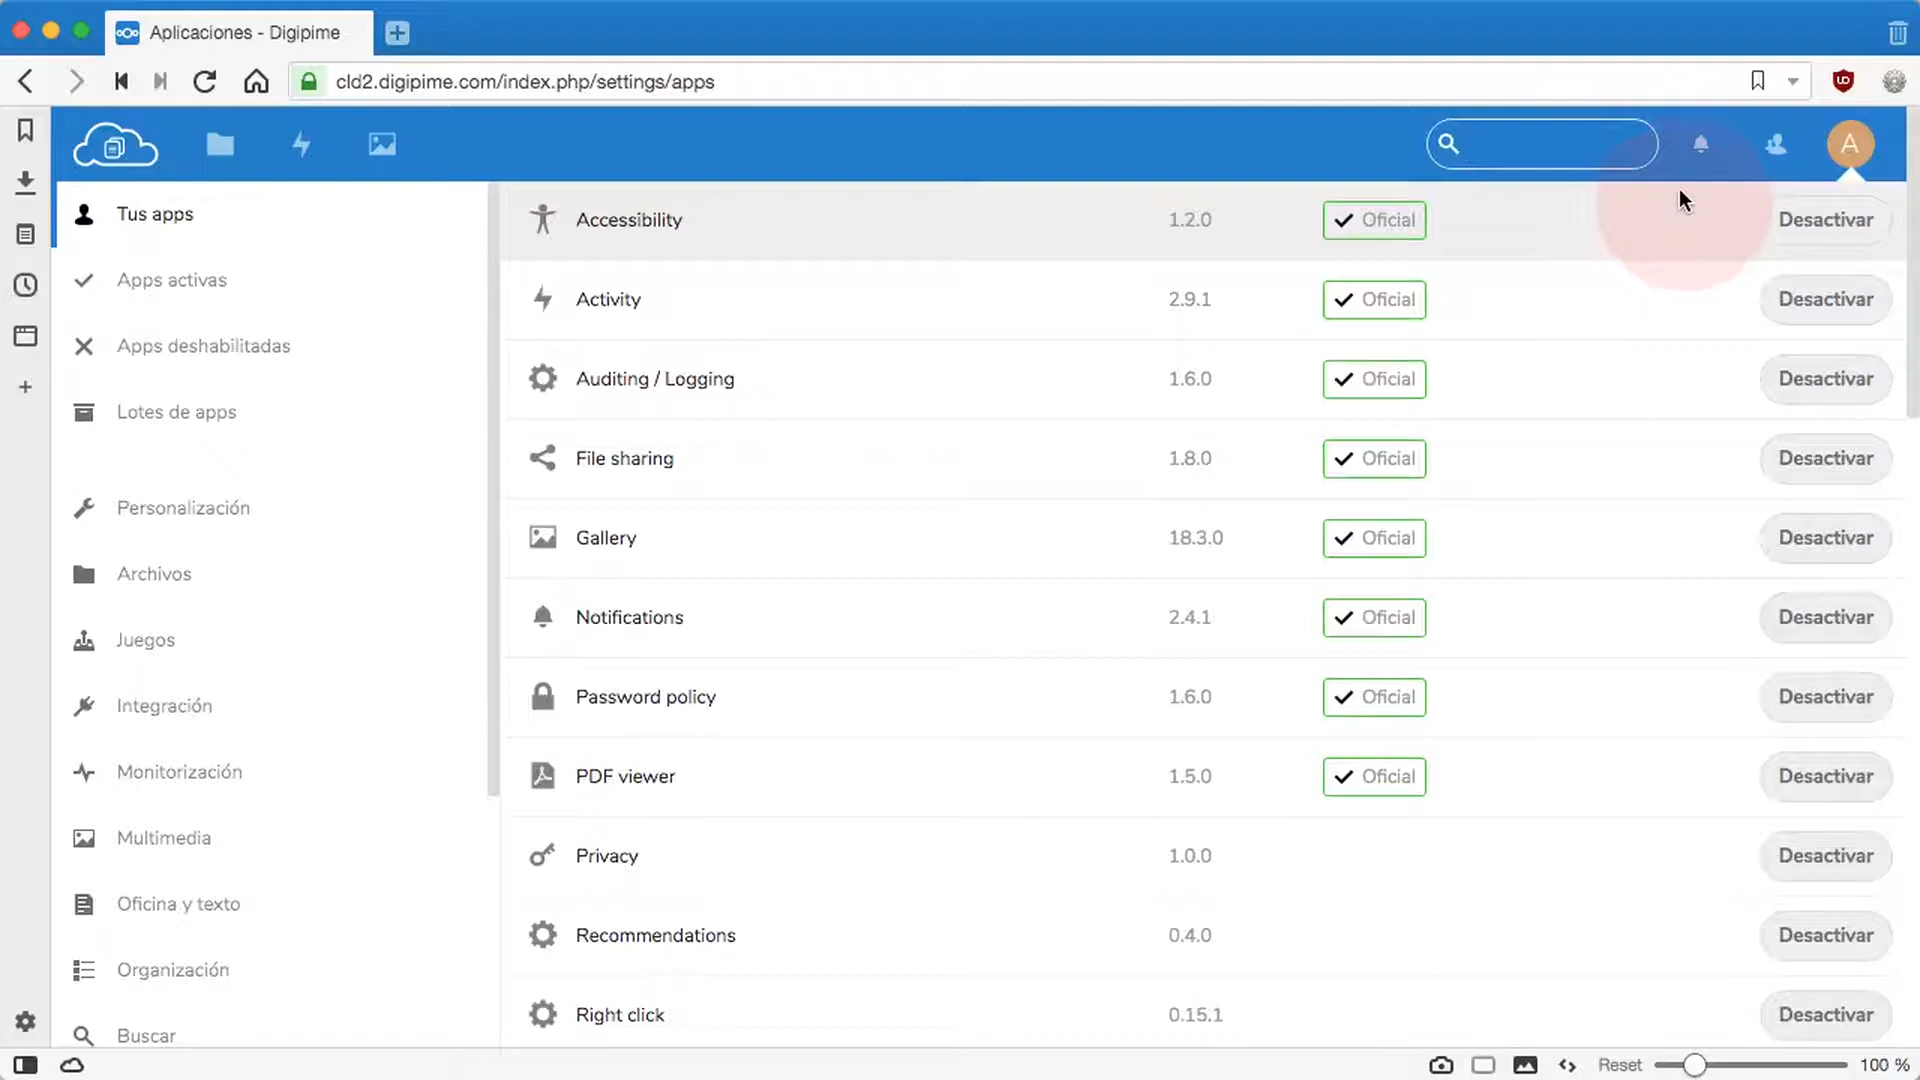 Aplicaciones - Digipime
cld2.digipime.com/index.php/settings/apps
A
Tus apps
Apps activas
Apps deshabilitadas
Lotes de apps
Personalización
Archivos
Juegos
Integración
Monitorización
Multimedia
Oficina y texto
Organización
Buscar
Accessibility 1.2.0 Oficial Desactivar
Activity 2.9.1 Oficial Desactivar
Auditing / Logging 1.6.0 Oficial Desactivar
File sharing 1.8.0 Oficial Desactivar
Gallery 18.3.0 Oficial Desactivar
Notifications 2.4.1 Oficial Desactivar
Password policy 1.6.0 Oficial Desactivar
PDF viewer 1.5.0 Oficial Desactivar
Privacy 1.0.0 Desactivar
Recommendations 0.4.0 Desactivar
Right click 0.15.1 Desactivar
Reset 100 %